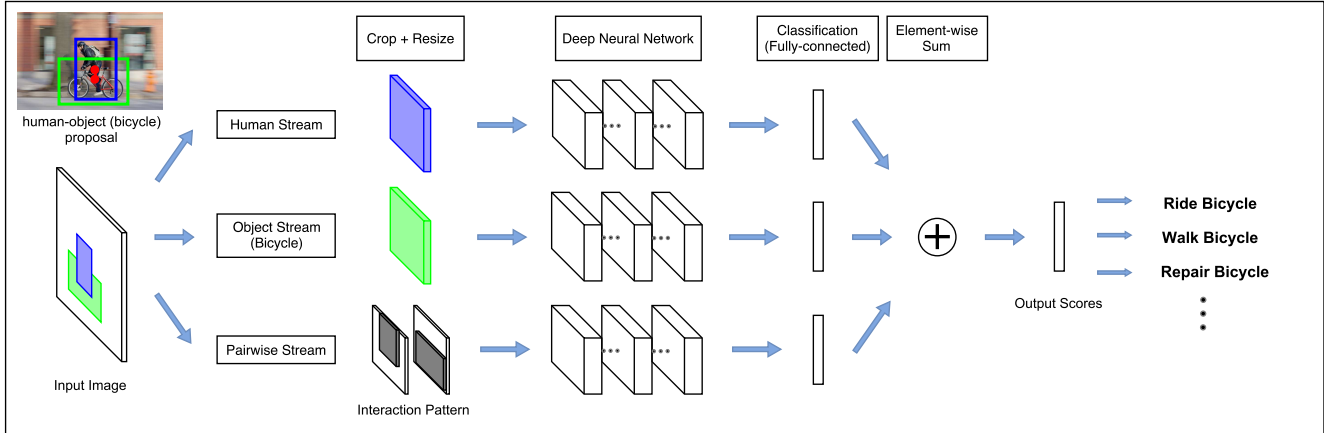 Crop + Resize
Deep Neural Network
Classification
(Fully-connected)
Element-wise
Sum
human-object (bicycle)
proposal
Human Stream
Object Stream
(Bicycle)
Pairwise Stream
Input Image
Interaction Pattern
Output Scores
Ride Bicycle
Walk Bicycle
Repair Bicycle